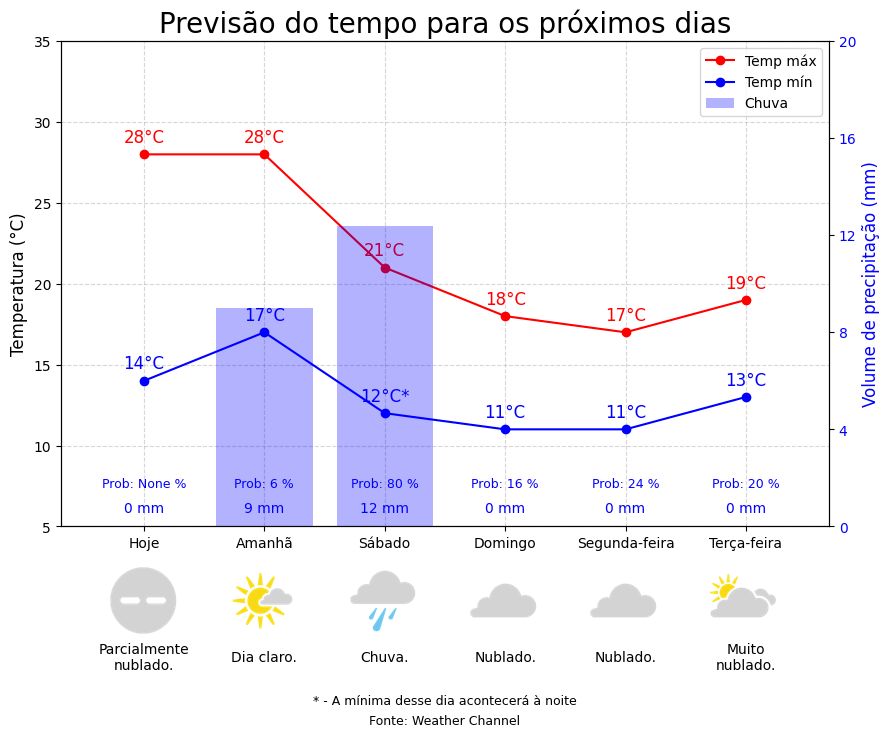 Previsão do tempo para os próximos dias
Temp máx
Temp mín
Chuva
Temperatura (°C)
Volume de precipitação (mm)
35
30
25
20
15
10
5
20
16
12
8
4
0
28°C 28°C 21°C 18°C 17°C 19°C
14°C 17°C 12°C* 11°C 11°C 13°C
Prob: None % Prob: 6 % Prob: 80 % Prob: 16 % Prob: 24 % Prob: 20 %
0 mm 9 mm 12 mm 0 mm 0 mm 0 mm
Hoje Amanhã Sábado Domingo Segunda-feira Terça-feira
Parcialmente
nublado.
Dia claro.
Chuva.
Nublado.
Nublado.
Muito
nublado.
* - A mínima desse dia acontecerá à noite
Fonte: Weather Channel